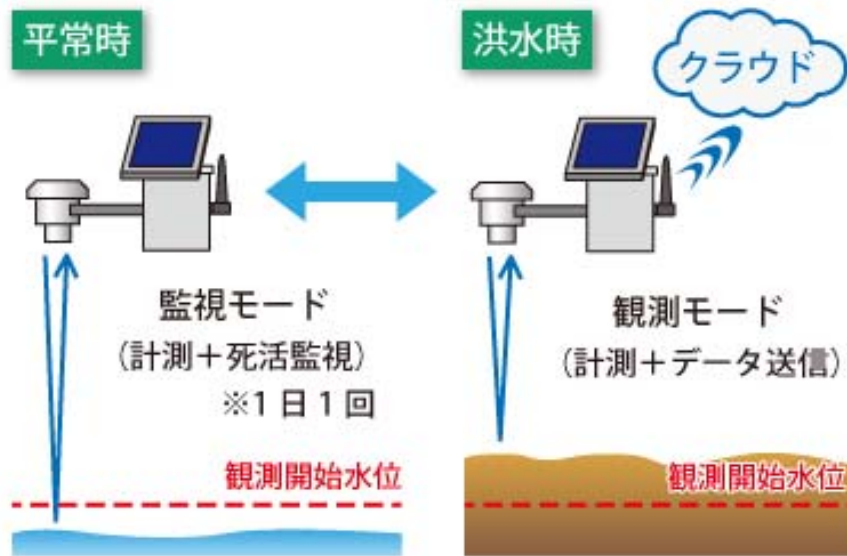 平常時
監視モード
（計測＋死活監視）
※1日1回
観測開始水位
洪水時
クラウド
観測モード
（計測＋データ送信）
観測開始水位